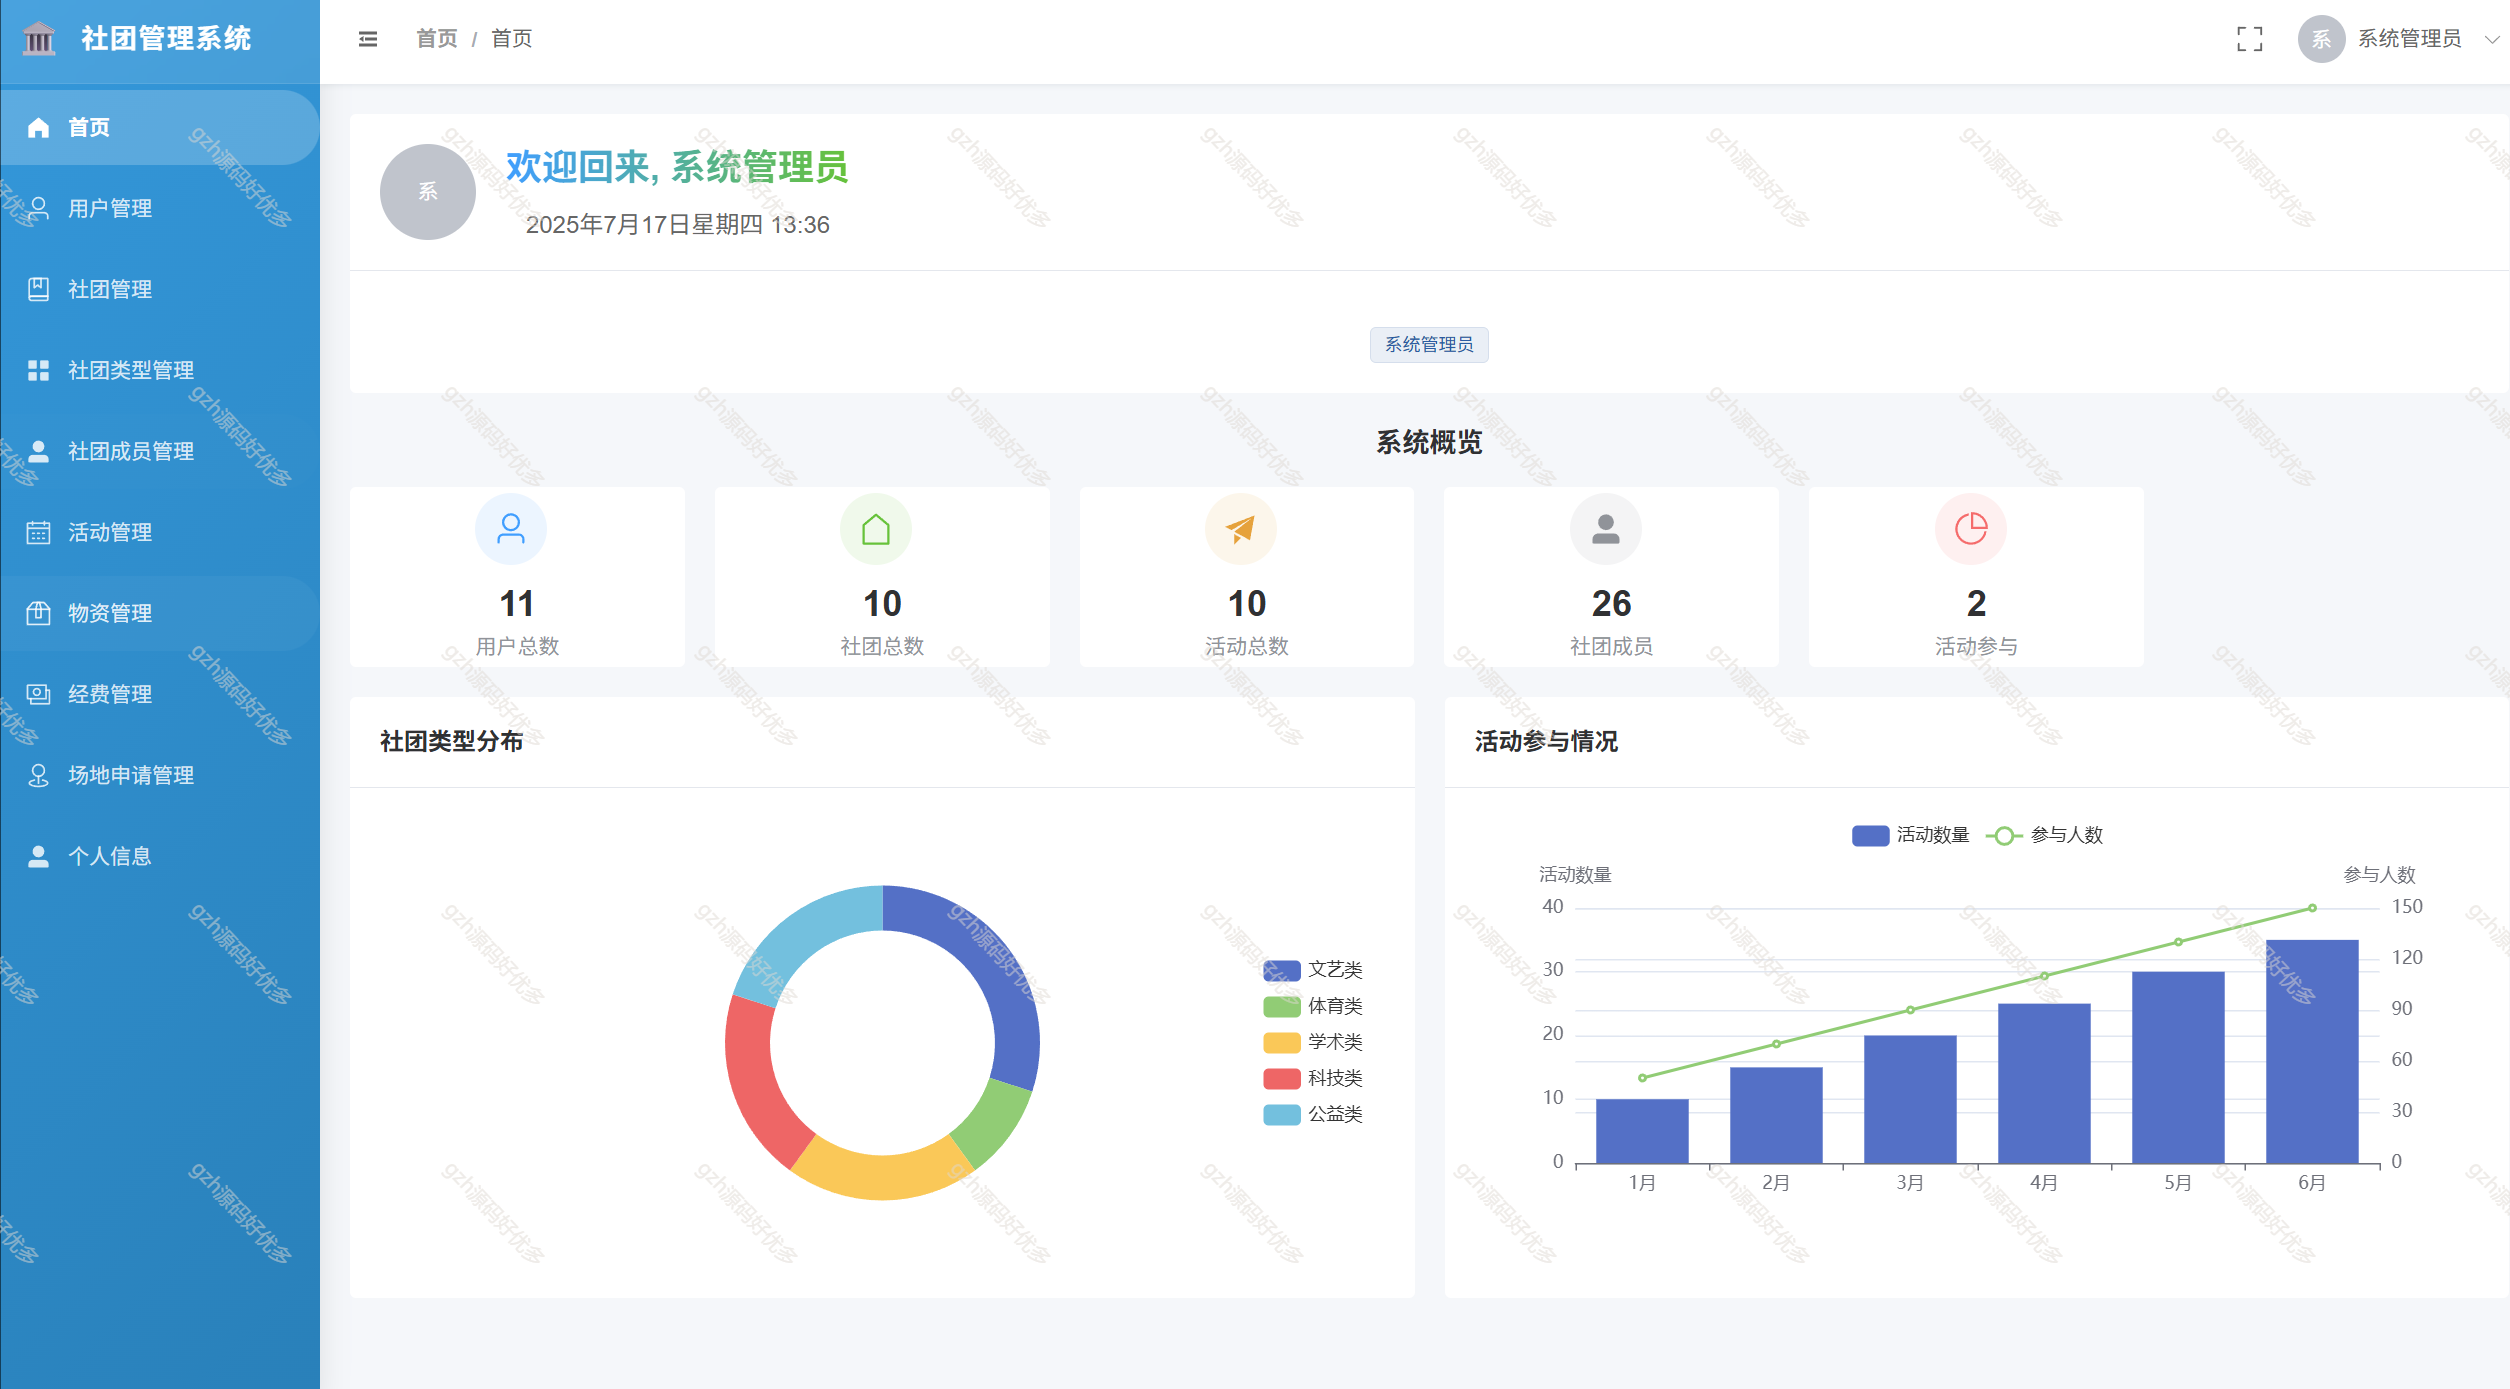 社团管理系统
首页 / 首页
系 系统管理员
首页
用户管理
社团管理
社团类型管理
社团成员管理
活动管理
物资管理
经费管理
场地申请管理
个人信息
系
欢迎回来, 系统管理员
2025年7月17日星期四 13:36
系统管理员
系统概览
11
用户总数
10
社团总数
10
活动总数
26
社团成员
2
活动参与
社团类型分布
文艺类
体育类
学术类
科技类
公益类
活动参与情况
活动数量 参与人数
活动数量
参与人数
40
30
20
10
0
150
120
90
60
30
0
1月 2月 3月 4月 5月 6月
gzh源码好优多